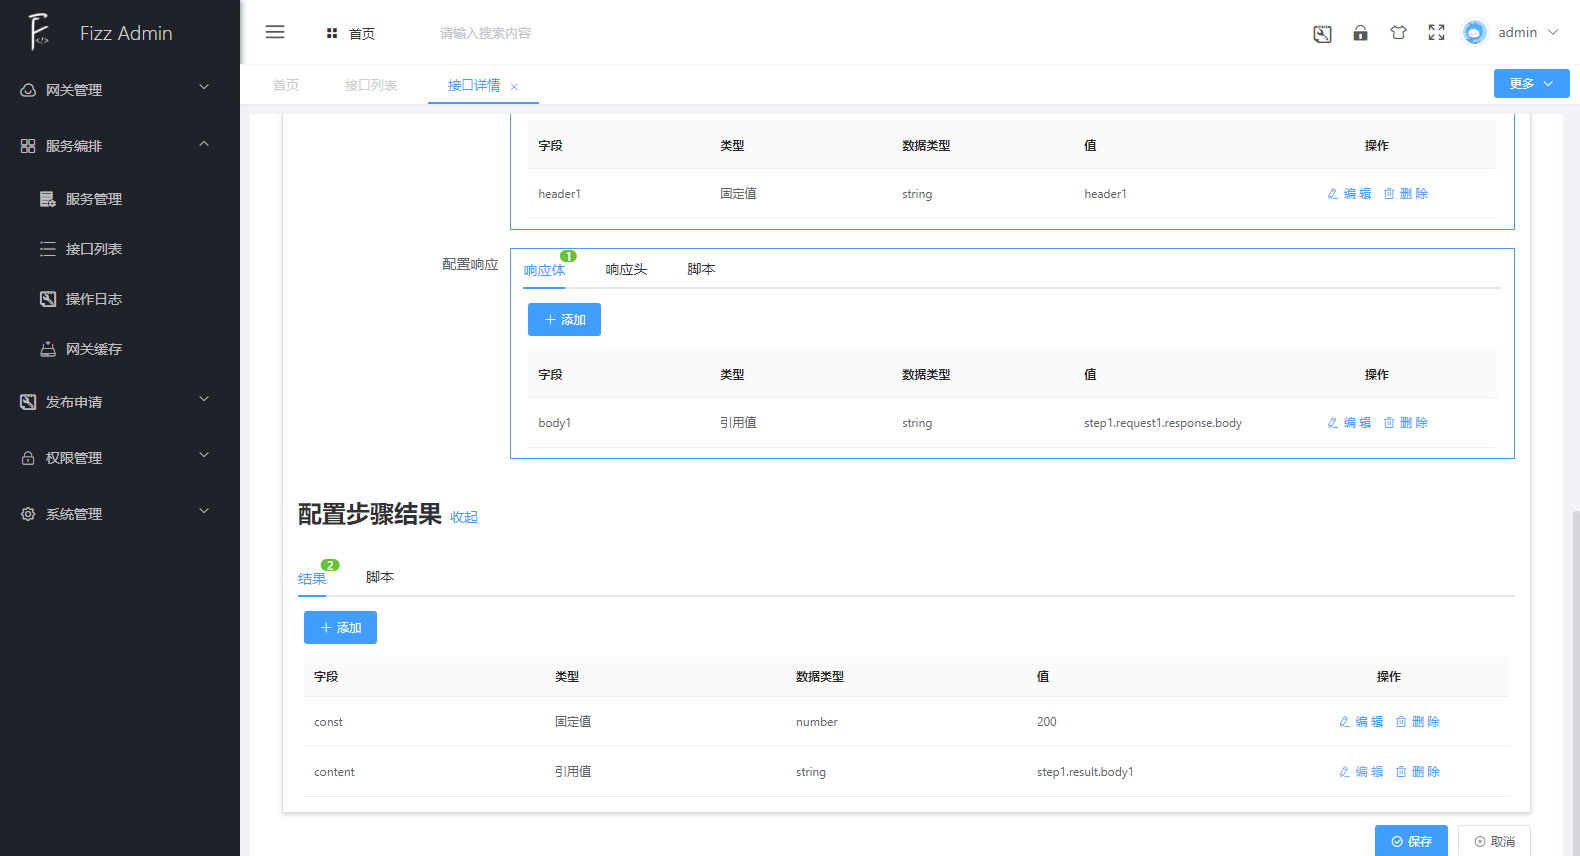 Fizz Admin
首页
请输入搜索内容
admin
首页
接口列表
接口详情
更多
网关管理
服务编排
服务管理
接口列表
操作日志
网关缓存
发布申请
权限管理
系统管理
字段 类型 数据类型 值 操作
header1 固定值 string header1 编辑 删除
配置响应
响应体 1 响应头 脚本
添加
字段 类型 数据类型 值 操作
body1 引用值 string step1.request1.response.body 编辑 删除
配置步骤结果 收起
结果 2 脚本
添加
字段 类型 数据类型 值 操作
const 固定值 number 200 编辑 删除
content 引用值 string step1.result.body1 编辑 删除
保存 取消